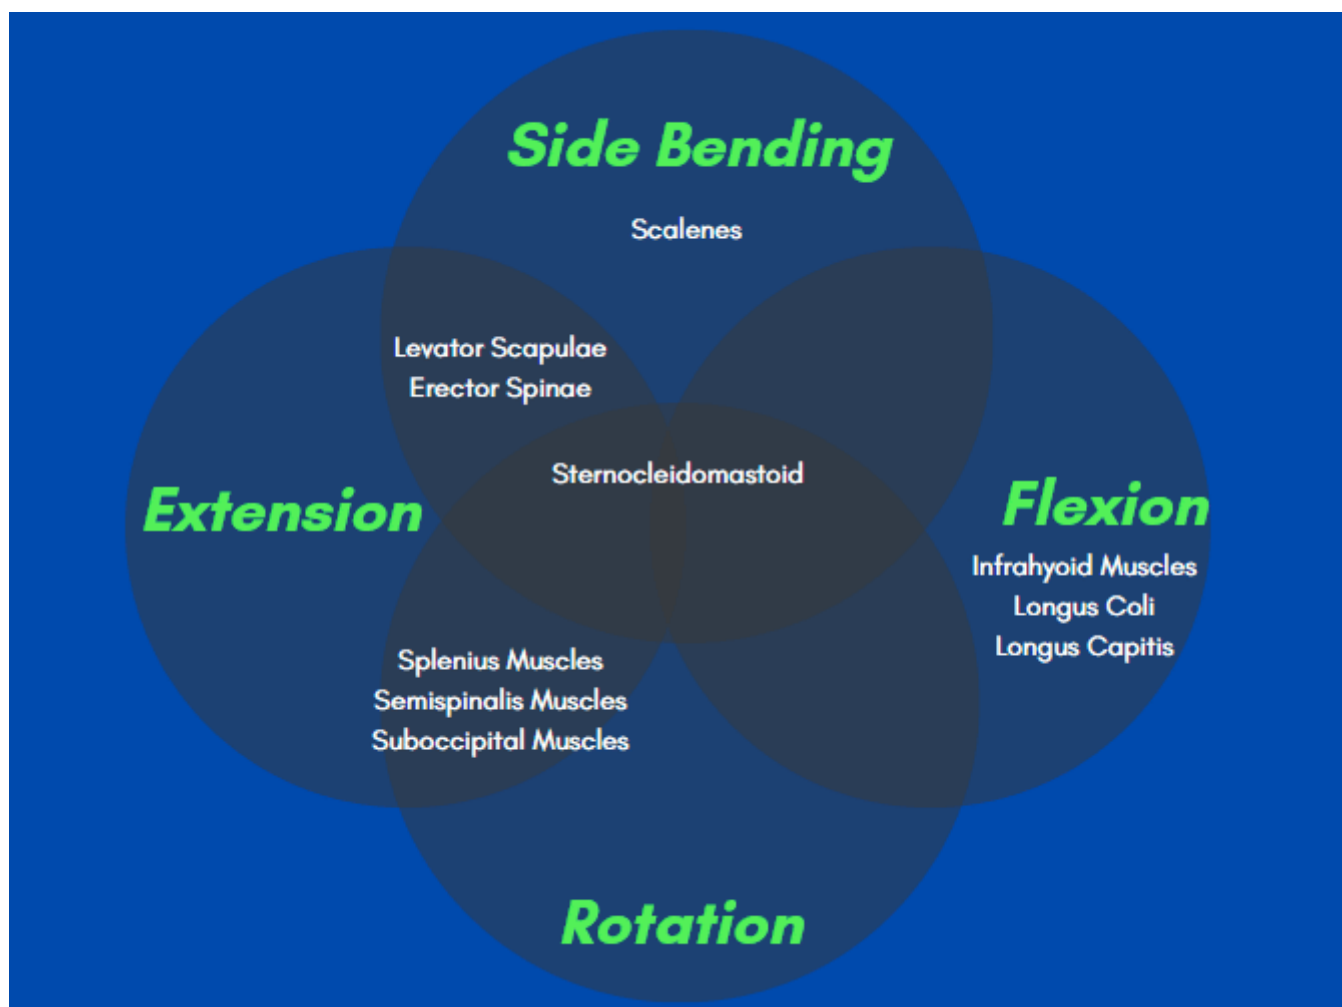 Side Bending
Scalenes
Levator Scapulae
Erector Spinae
Sternocleidomastoid
Extension
Flexion
Infrahyoid Muscles
Longus Coli
Longus Capitis
Splenius Muscles
Semispinalis Muscles
Suboccipital Muscles
Rotation